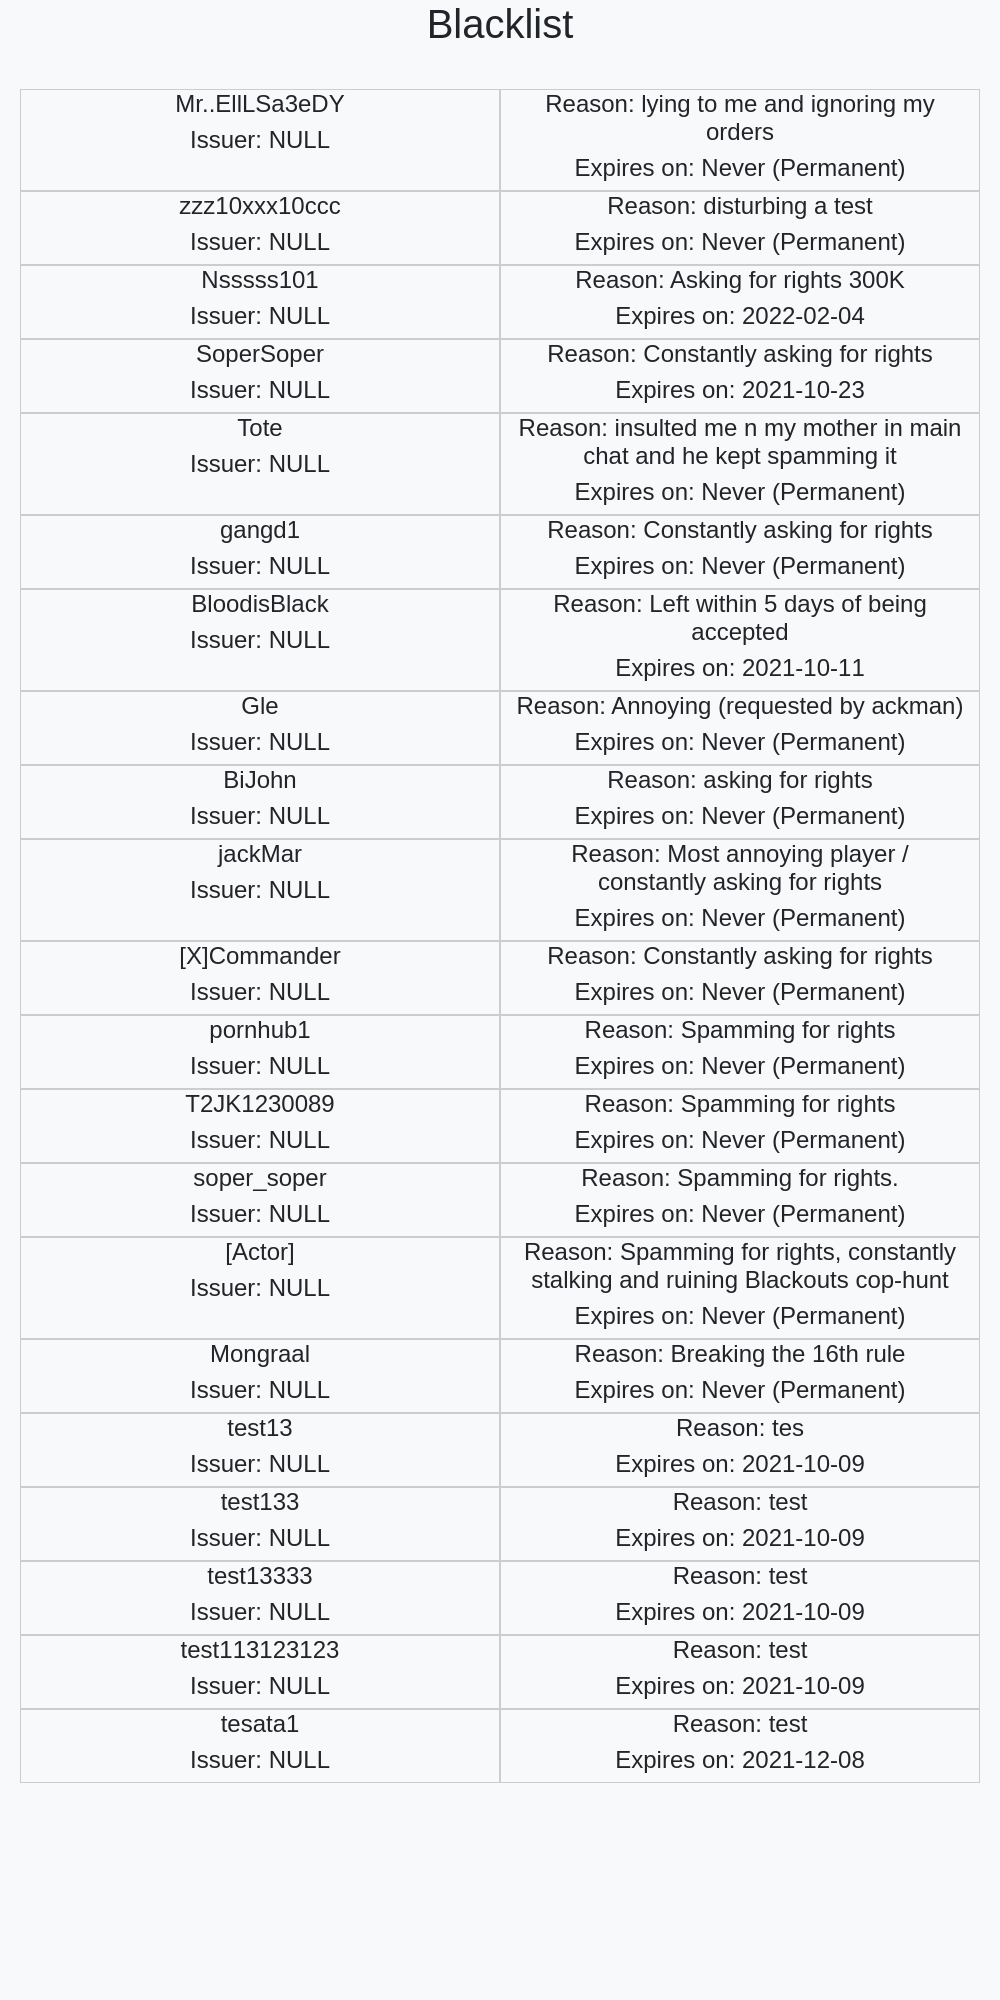 Blacklist
Mr..EllLSa3eDY
Issuer: NULL
Reason: lying to me and ignoring my
orders
Expires on: Never (Permanent)
zzz10xxx10ccc
Issuer: NULL
Reason: disturbing a test
Expires on: Never (Permanent)
Nsssss101
Issuer: NULL
Reason: Asking for rights 300K
Expires on: 2022-02-04
SoperSoper
Issuer: NULL
Reason: Constantly asking for rights
Expires on: 2021-10-23
Tote
Issuer: NULL
Reason: insulted me n my mother in main
chat and he kept spamming it
Expires on: Never (Permanent)
gangd1
Issuer: NULL
Reason: Constantly asking for rights
Expires on: Never (Permanent)
BloodisBlack
Issuer: NULL
Reason: Left within 5 days of being
accepted
Expires on: 2021-10-11
Gle
Issuer: NULL
Reason: Annoying (requested by ackman)
Expires on: Never (Permanent)
BiJohn
Issuer: NULL
Reason: asking for rights
Expires on: Never (Permanent)
jackMar
Issuer: NULL
Reason: Most annoying player /
constantly asking for rights
Expires on: Never (Permanent)
[X]Commander
Issuer: NULL
Reason: Constantly asking for rights
Expires on: Never (Permanent)
pornhub1
Issuer: NULL
Reason: Spamming for rights
Expires on: Never (Permanent)
T2JK1230089
Issuer: NULL
Reason: Spamming for rights
Expires on: Never (Permanent)
soper_soper
Issuer: NULL
Reason: Spamming for rights.
Expires on: Never (Permanent)
[Actor]
Issuer: NULL
Reason: Spamming for rights, constantly
stalking and ruining Blackouts cop-hunt
Expires on: Never (Permanent)
Mongraal
Issuer: NULL
Reason: Breaking the 16th rule
Expires on: Never (Permanent)
test13
Issuer: NULL
Reason: tes
Expires on: 2021-10-09
test133
Issuer: NULL
Reason: test
Expires on: 2021-10-09
test13333
Issuer: NULL
Reason: test
Expires on: 2021-10-09
test113123123
Issuer: NULL
Reason: test
Expires on: 2021-10-09
tesata1
Issuer: NULL
Reason: test
Expires on: 2021-12-08